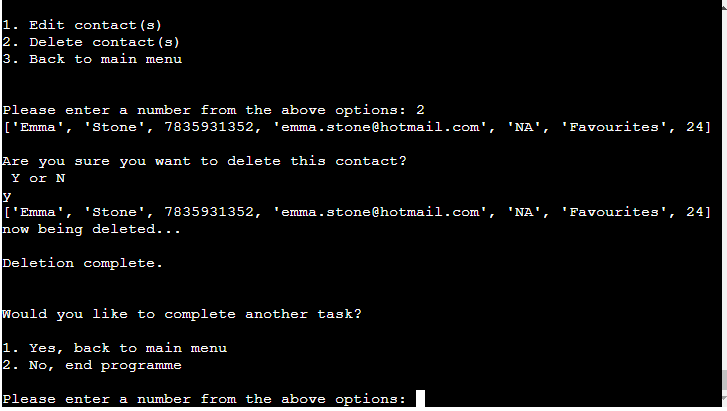 1. Edit contact(s)
2. Delete contact(s)
3. Back to main menu
Please enter a number from the above options: 2
['Emma', 'Stone', 7835931352, 'emma.stone@hotmail.com', 'NA', 'Favourites', 24]
Are you sure you want to delete this contact?
Y or N
y
['Emma', 'Stone', 7835931352, 'emma.stone@hotmail.com', 'NA', 'Favourites', 24]
now being deleted...
Deletion complete.
Would you like to complete another task?
1. Yes, back to main menu
2. No, end programme
Please enter a number from the above options: